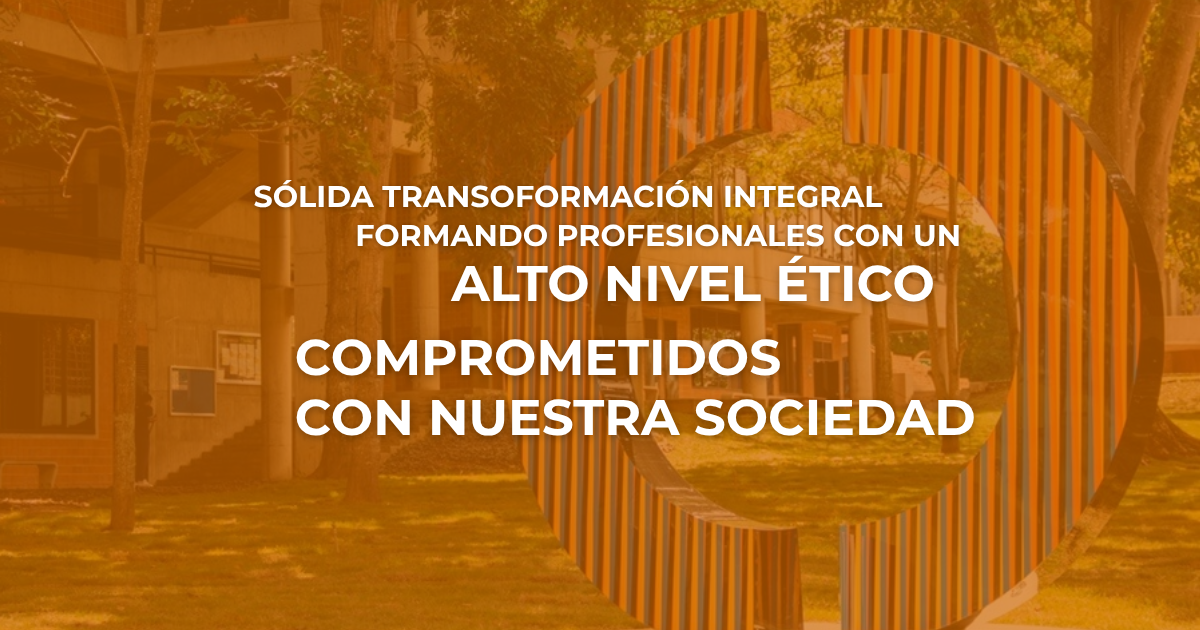 SÓLIDA TRANSOFORMACIÓN INTEGRAL
FORMANDO PROFESIONALES CON UN
ALTO NIVEL ÉTICO
COMPROMETIDOS
CON NUESTRA SOCIEDAD